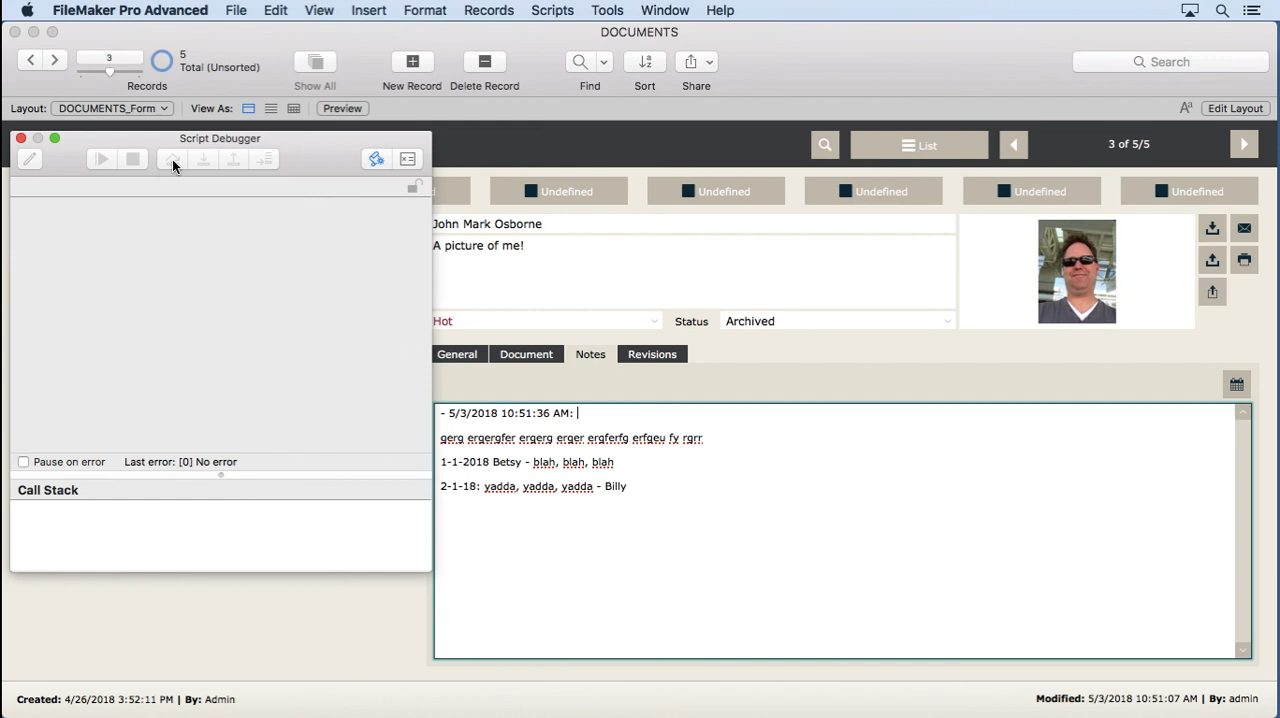 FileMaker Pro Advanced File Edit View Insert Format Records Scripts Tools Window Help
DOCUMENTS
3
5
Total (Unsorted)
Search
Records Show All New Record Delete Record Find Sort Share
Layout: DOCUMENTS_Form View As: Preview Aª Edit Layout
Script Debugger
List
3 of 5/5
Undefined Undefined Undefined Undefined Undefined
John Mark Osborne
A picture of me!
Hot Status Archived
General Document Notes Revisions
- 5/3/2018 10:51:36 AM:
gerg ergergfer ergerg erger ergferfg erfgeu fy rgrr
1-1-2018 Betsy - blah, blah, blah
2-1-18: yadda, yadda, yadda - Billy
Pause on error Last error: [0] No error
Call Stack
Created: 4/26/2018 3:52:11 PM | By: Admin
Modified: 5/3/2018 10:51:07 AM | By: admin